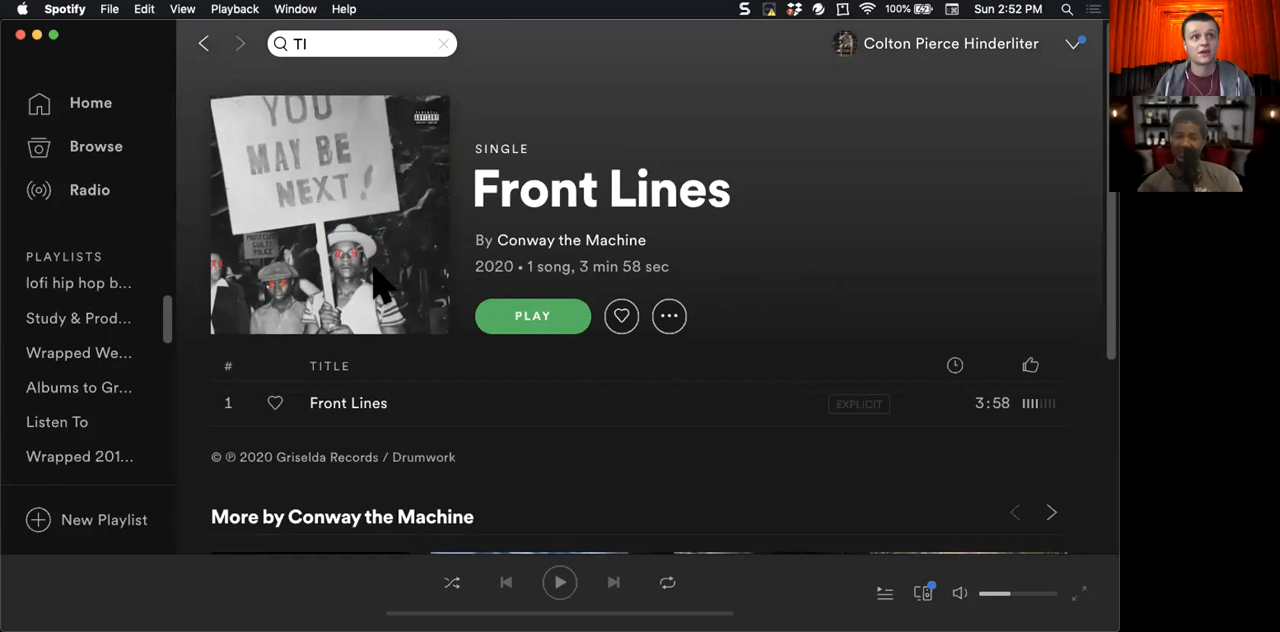 Spotify File Edit View Playback Window Help 100% Sun 2:52 PM
TI
Colton Pierce Hinderliter
Home
Browse
Radio
PLAYLISTS
lofi hip hop b...
Study & Prod...
Wrapped We...
Albums to Gr...
Listen To
Wrapped 201...
New Playlist
YOU
MAY BE
NEXT!
SINGLE
Front Lines
By Conway the Machine
2020 • 1 song, 3 min 58 sec
PLAY
# TITLE
1 Front Lines EXPLICIT 3:58
© ℗ 2020 Griselda Records / Drumwork
More by Conway the Machine